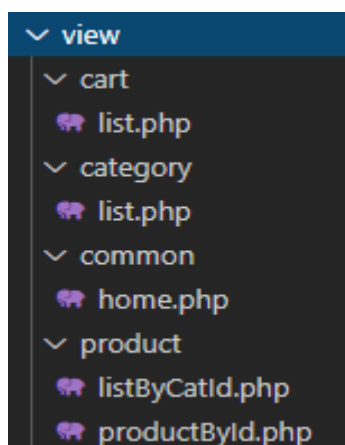 view
cart
list.php
category
list.php
common
home.php
product
listByCatId.php
productById.php